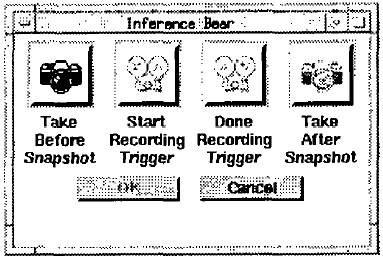 Inference Bear
Take Start Done Take
Before Recording Recording After
Snapshot Trigger Trigger Snapshot
OK Cancel